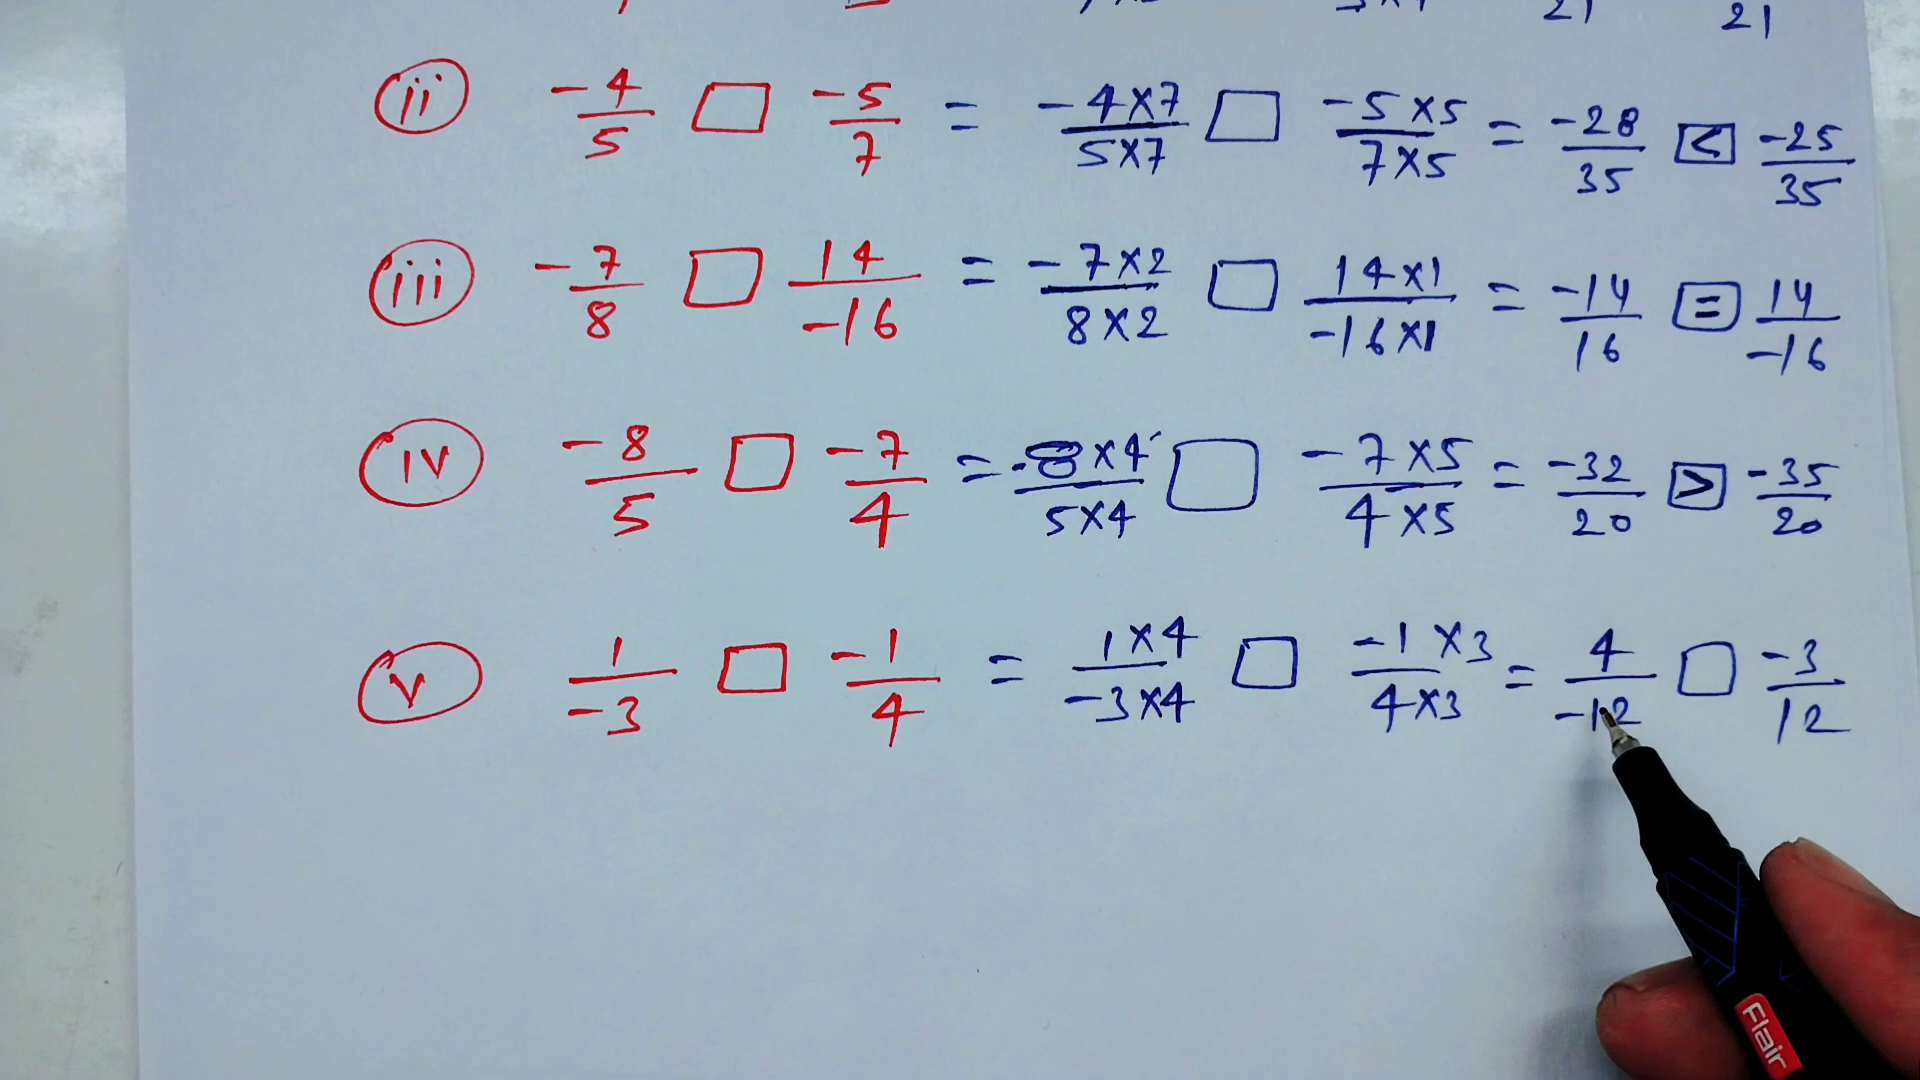 21 21
ii -4/5 □ -5/7 = -4×7/5×7 □ -5×5/7×5 = -28/35 < -25/35
iii -7/8 □ 14/-16 = -7×2/8×2 □ 14×1/-16×1 = -14/16 = 14/-16
iv -8/5 □ -7/4 = -8×4/5×4 □ -7×5/4×5 = -32/20 > -35/20
v 1/-3 □ -1/4 = 1×4/-3×4 □ -1×3/4×3 = 4/-12 □ -3/12
Flair